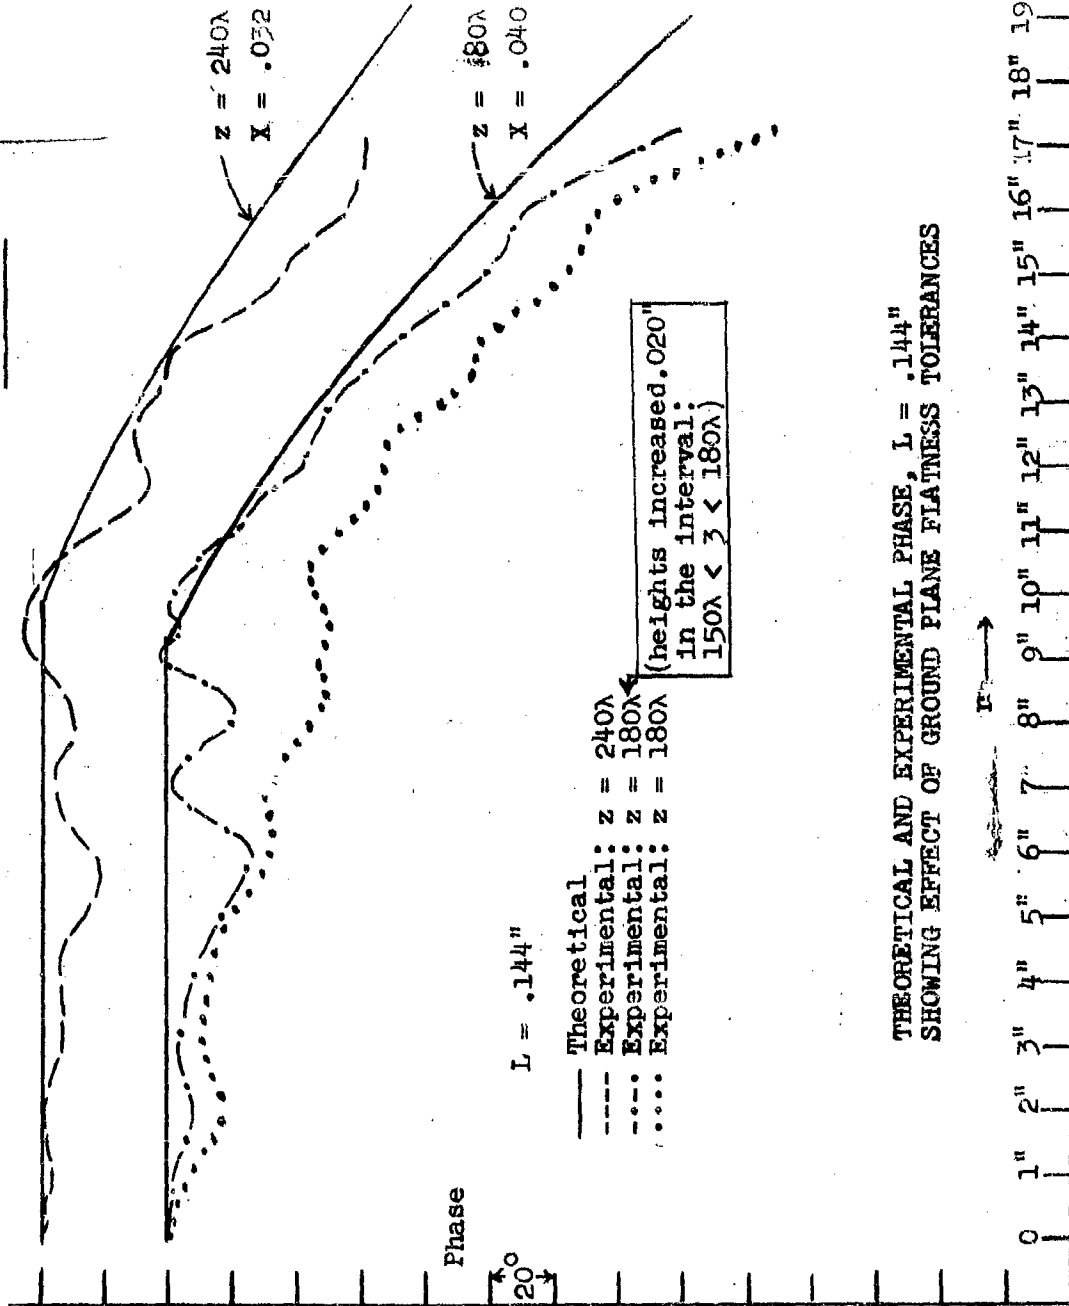 z = 240λ
X = .032
z = 180λ
X = .040
Phase
20°
L = .144"
Theoretical
Experimental: z = 240λ
Experimental: z = 180λ
Experimental: z = 180λ
(heights increased .020"
in the interval:
150λ < 3 < 180λ)
THEORETICAL AND EXPERIMENTAL PHASE, L = .144"
SHOWING EFFECT OF GROUND PLANE FLATNESS TOLERANCES
r
0 1" 2" 3" 4" 5" 6" 7" 8" 9" 10" 11" 12" 13" 14" 15" 16" 17" 18" 19